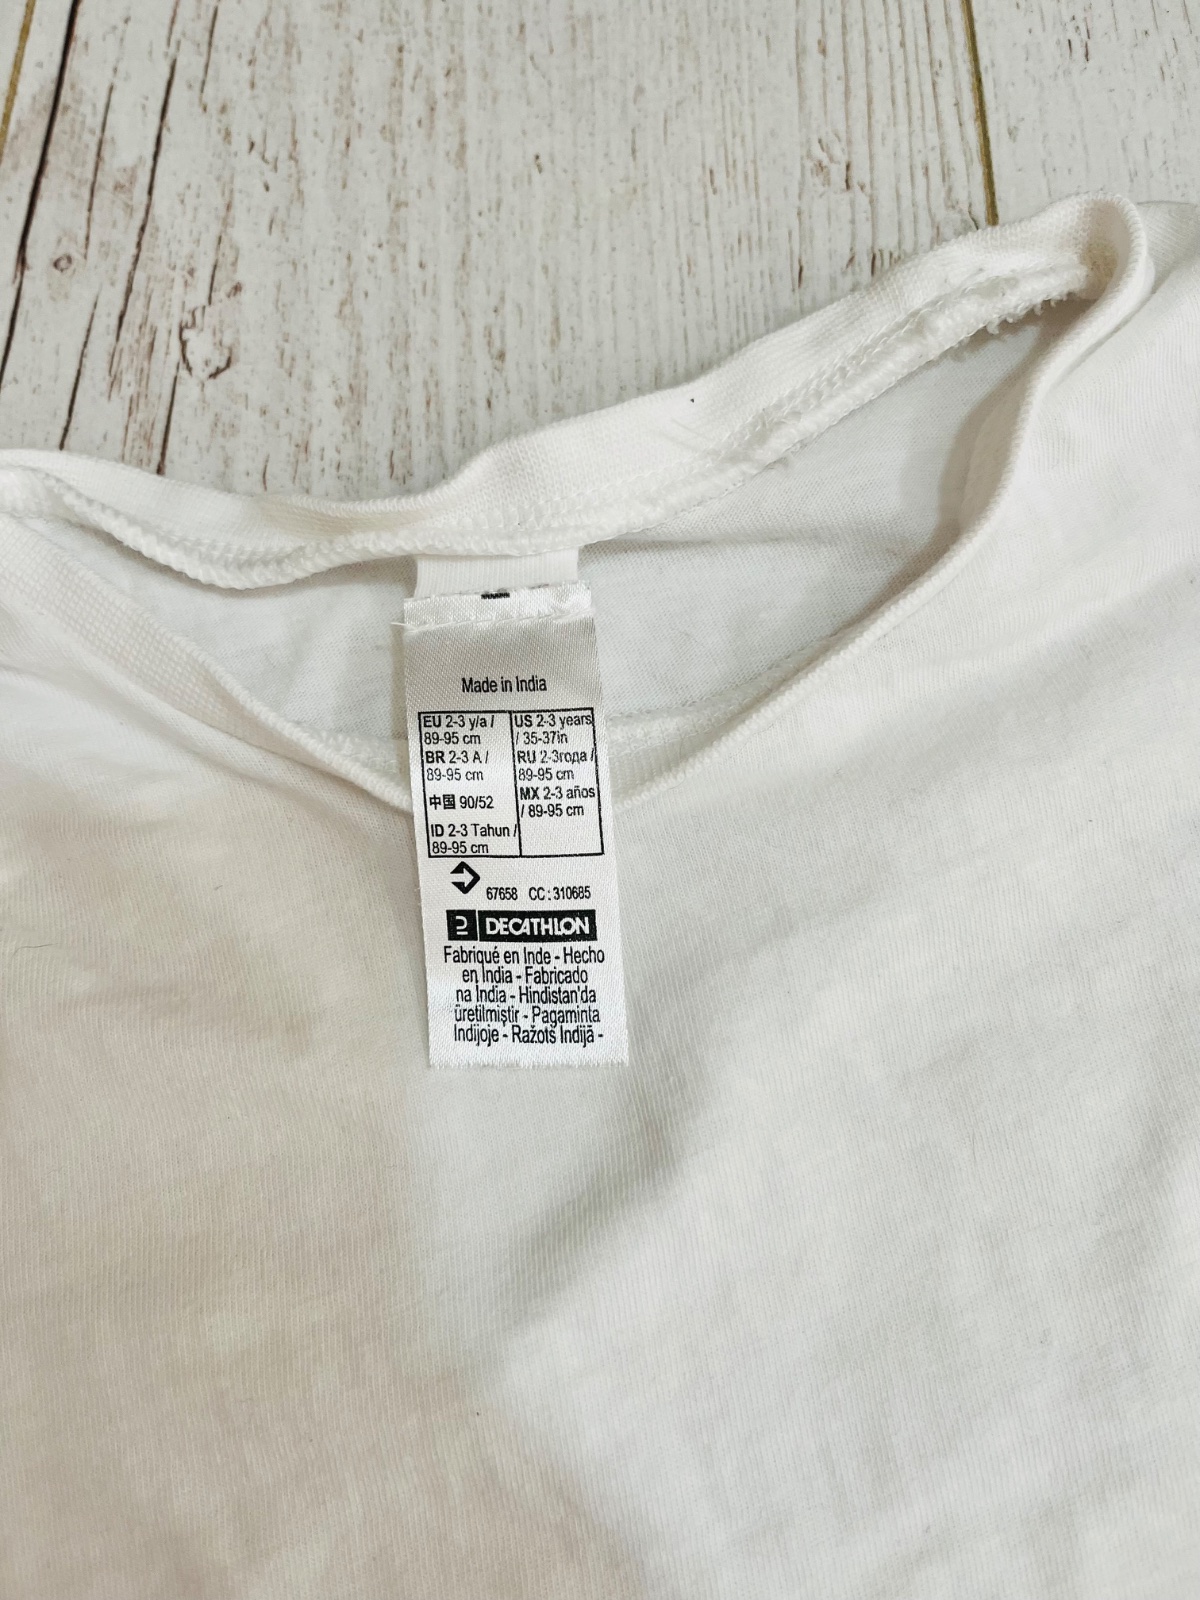 Made in India
EU 2-3 y/a /
89-95 cm
BR 2-3 A /
89-95 cm
中国 90/52
ID 2-3 Tahun /
89-95 cm
US 2-3 years
/ 35-37in
RU 2-3года /
89-95 cm
MX 2-3 años
/ 89-95 cm
67658 CC : 310685
DECATHLON
Fabriqué en Inde - Hecho
en India - Fabricado
na India - Hindistan'da
üretilmiştir - Pagaminta
Indijoje - Ražots Indijā -